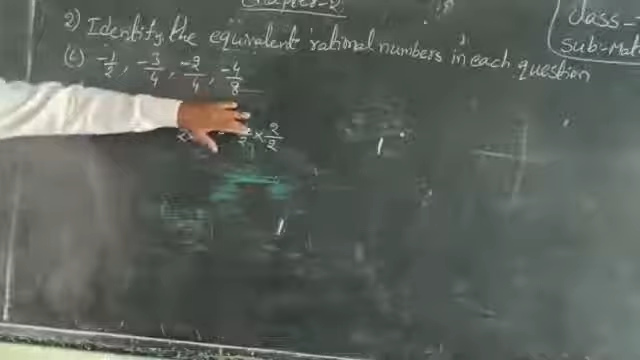 Chapter-2
Class-
Sub-Mat
2) Identify the equivalent rational numbers in each question
(i) -1/2, -3/4, -2/4, -4/8
× 2/2